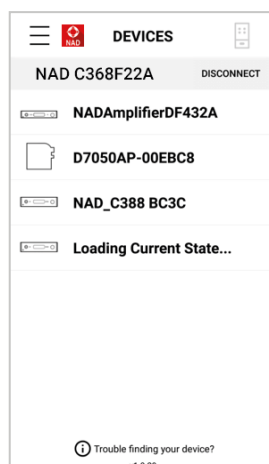 NAD
DEVICES
NAD C368F22A DISCONNECT
NADAmplifierDF432A
D7050AP-00EBC8
NAD_C388 BC3C
Loading Current State...
Trouble finding your device?